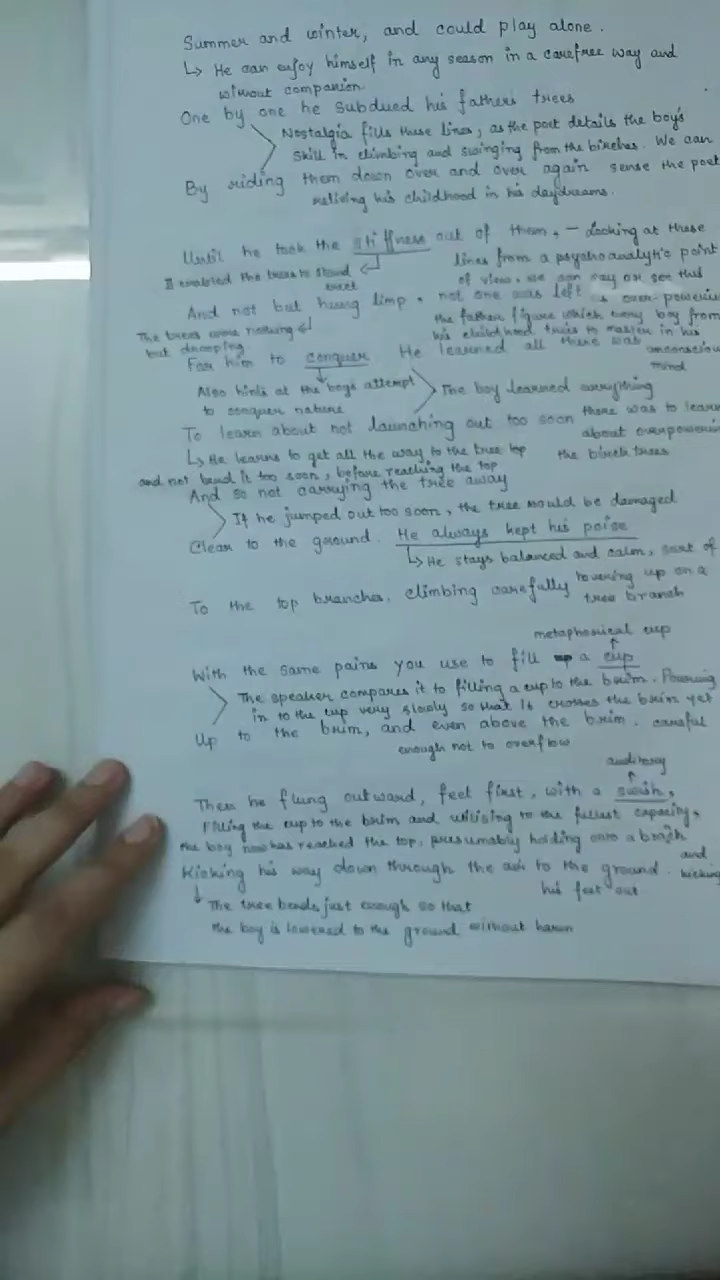 Summer and winter, and could play alone.
↳ He can enjoy himself in any season in a carefree way and
without companion.
One by one he subdued his fathers trees
Nostalgia fills these lines, as the poet details the boy's
skill in climbing and swinging from the birches. We can
By riding them down over and over again sense the poet
reliving his childhood in his daydreams.
Until he took the stiffness out of them, - Looking at these
lines from a psychoanalytic point
It enabled the trees to stand
erect
of view, we can say or see this
And not but hung limp, not one was left
over-powering
the father figure which every boy from
The trees were nothing
but drooping
his childhood tries to master in his
For him to conquer He learned all there was unconscious
mind
Also hints at the boys attempt
to conquer nature
The boy learned everything
To learn about not launching out too soon there was to learn
about overpowering
↳ He learns to get all the way to the tree top the birch trees
and not bend it too soon, before reaching the top
And so not carrying the tree away
If he jumped out too soon, the tree would be damaged
Clear to the ground. He always kept his poise
↳ He stays balanced and calm, sort of
hovering up on a
tree branch
To the top branches, climbing carefully
metaphorical cup
With the same pains you use to fill a cup
The speaker compares it to filling a cup to the brim. Pouring
in to the cup very slowly so that it crosses the brim yet
Up to the brim, and even above the brim. careful
enough not to overflow
auditory
Then he flung outward, feet first, with a swish,
Filling the cup to the brim and utilising to the fullest capacity,
the boy now has reached the top, presumably holding onto a branch
Kicking his way down through the air to the ground. and kicking
his feet out
↓ The tree bends just enough so that
the boy is lowered to the ground without harm